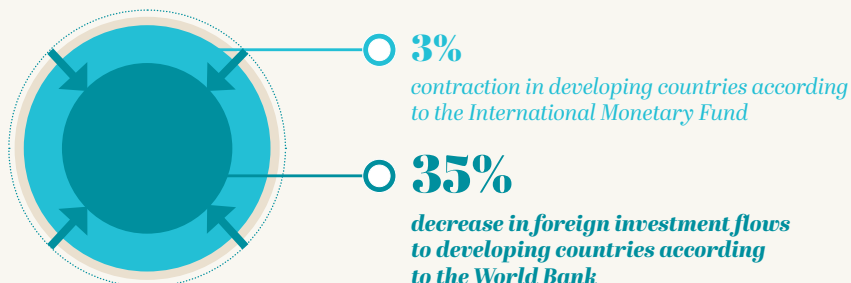 3%
contraction in developing countries according
to the International Monetary Fund
35%
decrease in foreign investment flows
to developing countries according
to the World Bank